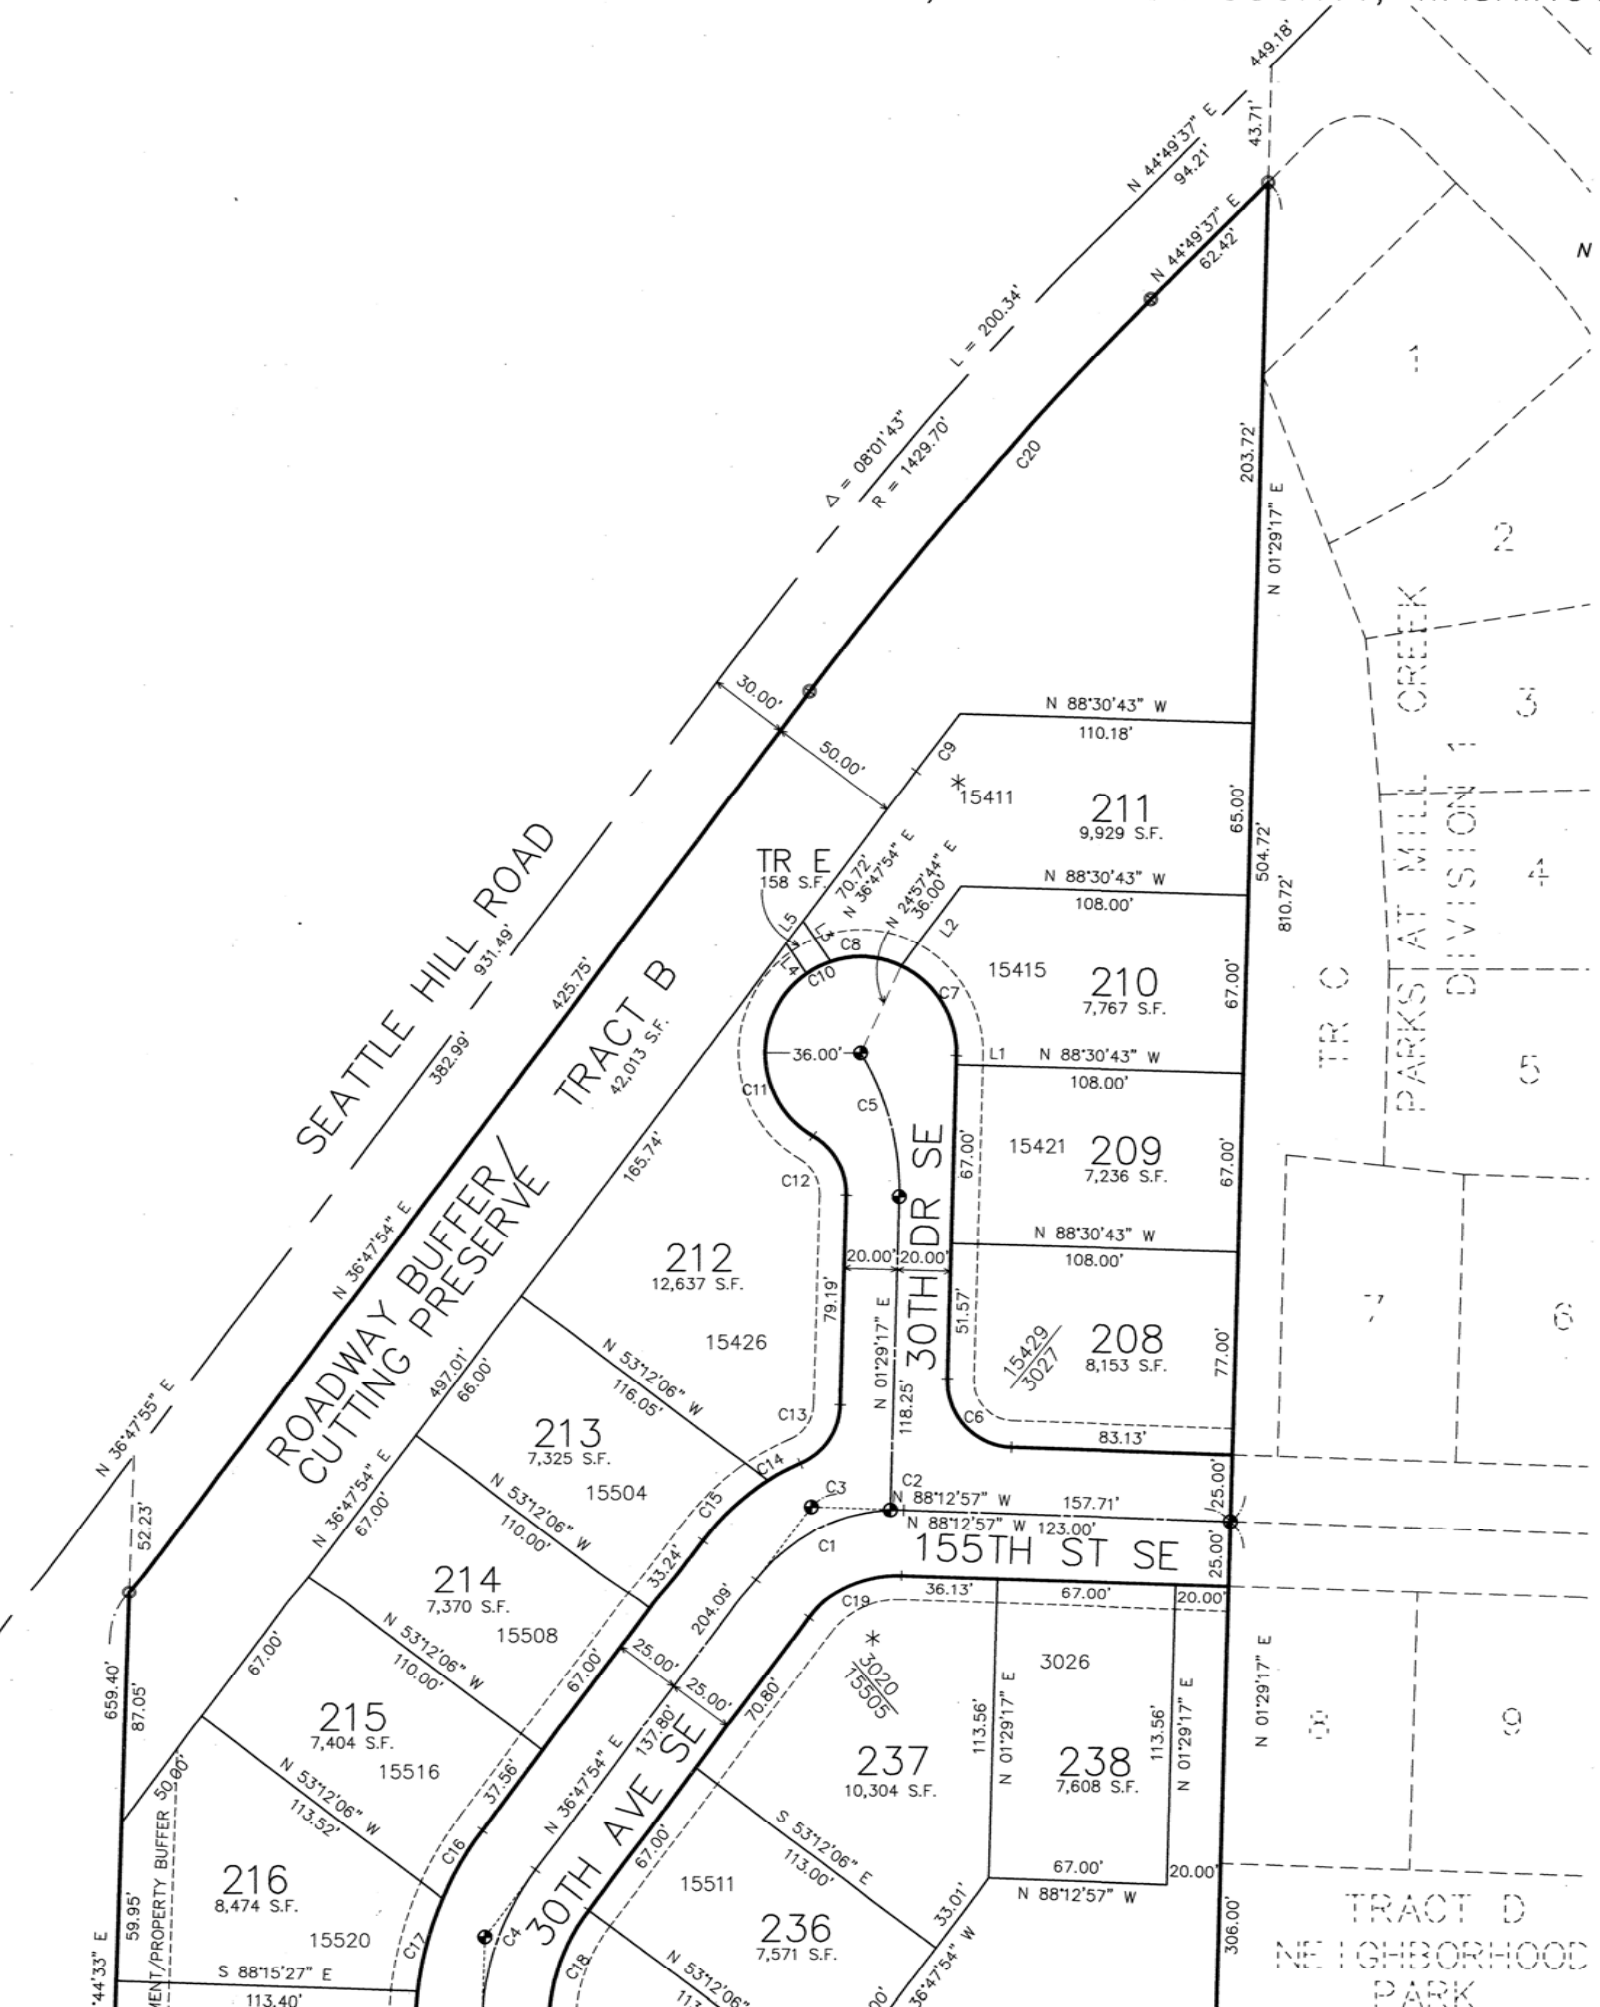 449.18'
43.71'
N 44°49'37" E
94.21'
N 44°49'37" E
62.42'
N
L = 200.34'
Δ = 08°01'43"
R = 1429.70'
C20
203.72'
N 01°29'17" E
1
2
3
4
5
6
7
8
9
PARKS AT MILL CREEK
DIVISION 1
TR C
30.00'
50.00'
N 88°30'43" W
110.18'
C9
*
15411
211
9,929 S.F.
65.00'
504.72'
810.72'
SEATTLE HILL ROAD
931.49'
382.99'
425.75'
N 36°47'54" E
TRACT B
42,013 S.F.
ROADWAY BUFFER/
CUTTING PRESERVE
TR E
158 S.F.
70.72'
N 36°47'54" E
N 24°57'44" E
36.00'
L5
L3
L4
C10
C8
L2
C7
N 88°30'43" W
108.00'
15415
210
7,767 S.F.
67.00'
L1
N 88°30'43" W
108.00'
36.00'
C11
C5
C12
165.74'
15421
209
7,236 S.F.
67.00'
67.00'
30TH DR SE
N 88°30'43" W
108.00'
20.00'
20.00'
212
12,637 S.F.
15426
79.19'
N 01°29'17" E
118.25'
51.57'
15429
3027
208
8,153 S.F.
77.00'
C6
83.13'
N 53°12'06" W
116.05'
497.01'
66.00'
N 36°47'54" E
213
7,325 S.F.
15504
C13
C14
C15
C3
C2
N 88°12'57" W
157.71'
N 88°12'57" W
123.00'
C1
155TH ST SE
25.00'
25.00'
N 36°47'55" E
52.23'
67.00'
N 53°12'06" W
110.00'
214
7,370 S.F.
15508
33.24'
204.09'
C19
36.13'
67.00'
20.00'
N 53°12'06" W
110.00'
67.00'
67.00'
25.00'
25.00'
70.80'
*
3020
15505
3026
659.40'
87.05'
215
7,404 S.F.
15516
137.80'
N 36°47'54" E
37.56'
30TH AVE SE
237
10,304 S.F.
113.56'
N 01°29'17" E
238
7,608 S.F.
113.56'
N 01°29'17" E
N 01°29'17" E
50.00'
N 53°12'06" W
113.52'
C16
67.00'
S 53°12'06" E
113.00'
67.00'
20.00'
N 88°12'57" W
216
8,474 S.F.
15520
C17
C4
C18
15511
236
7,571 S.F.
33.01'
36°47'54" W
306.00'
TRACT D
NEIGHBORHOOD
PARK
59.95'
°44'33" E
MENT/PROPERTY BUFFER
S 88°15'27" E
113.40'
N 53°12'06"